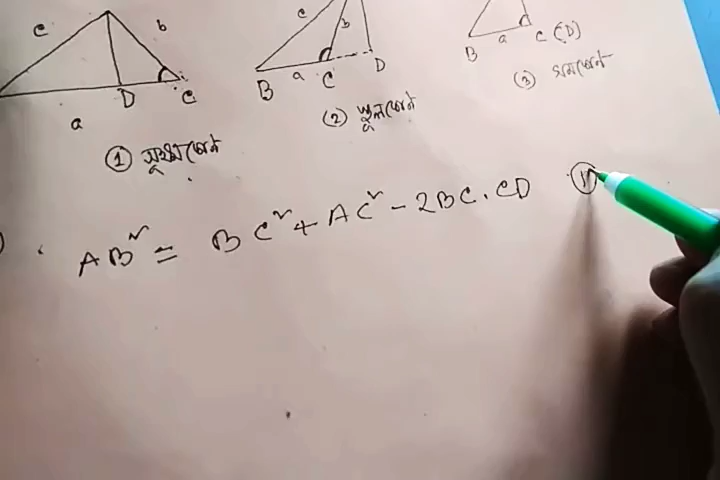 c b
a D C
① সূক্ষ্মকোণ
c b
B a C D
(2) স্থূলকোণ
B a C (D)
(3) সমকোণ
AB² = BC² + AC² - 2BC.CD